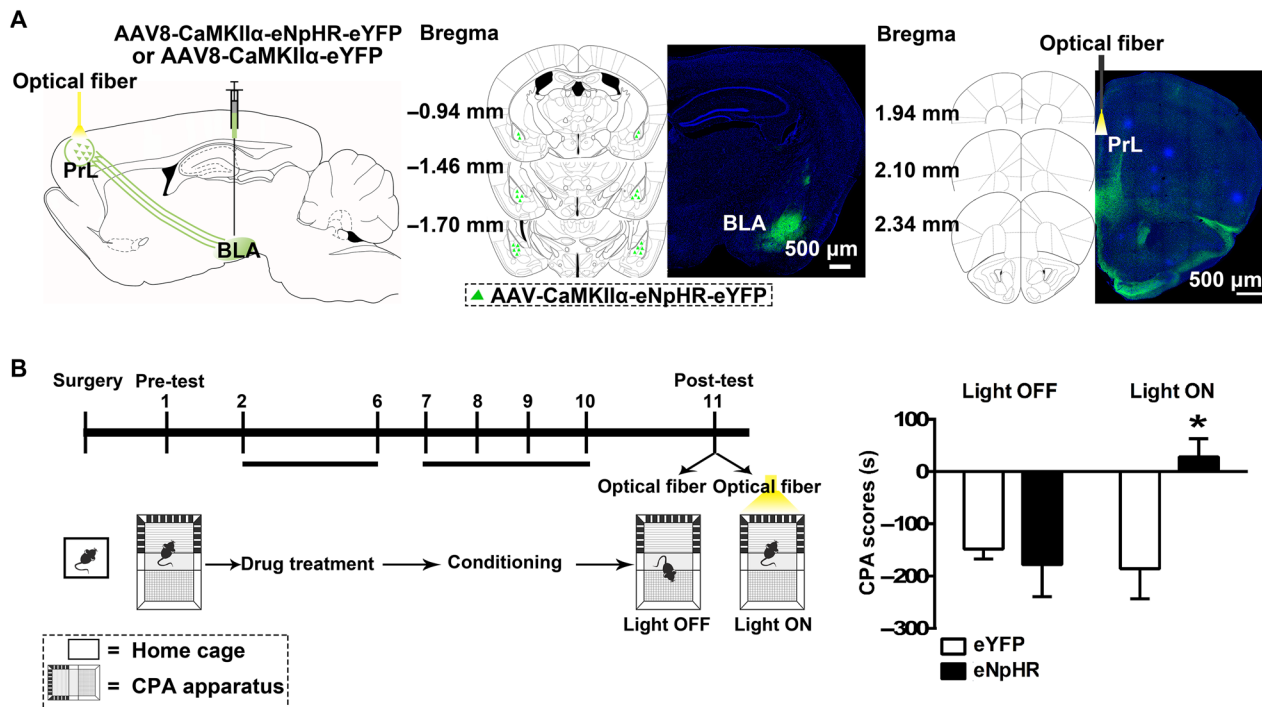 A
AAV8-CaMKIIα-eNpHR-eYFP
or AAV8-CaMKIIα-eYFP
Optical fiber
PrL
BLA
Bregma
–0.94 mm
–1.46 mm
–1.70 mm
BLA
500 µm
▲ AAV-CaMKIIα-eNpHR-eYFP
Bregma
Optical fiber
1.94 mm
2.10 mm
2.34 mm
PrL
500 µm
B
Surgery Pre-test Post-test
1 2 6 7 8 9 10 11
Optical fiber Optical fiber
Drug treatment Conditioning
Light OFF Light ON
= Home cage
= CPA apparatus
Light OFF Light ON
CPA scores (s)
100
0
–100
–200
–300
*
eYFP
eNpHR